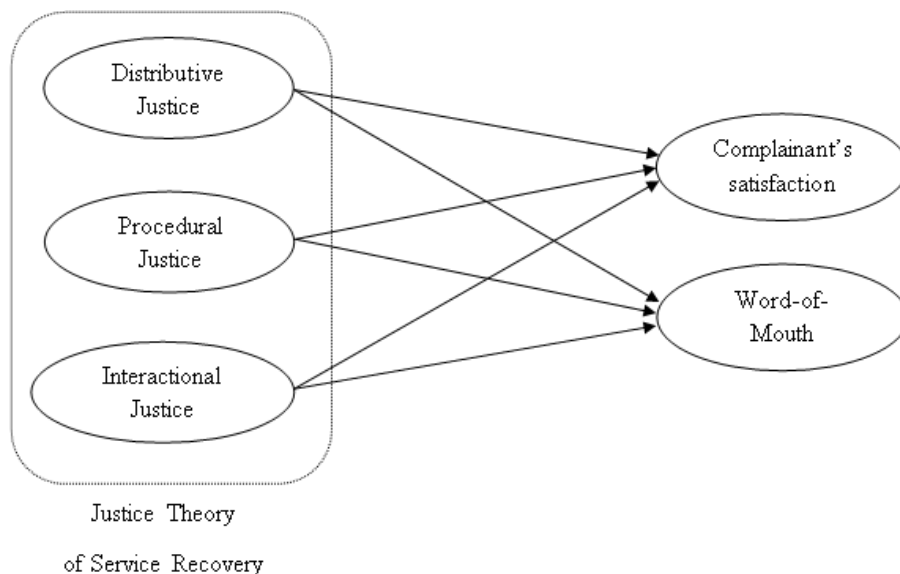 Distributive
Justice
Procedural
Justice
Interactional
Justice
Complainant's
satisfaction
Word-of-
Mouth
Justice Theory
of Service Recovery